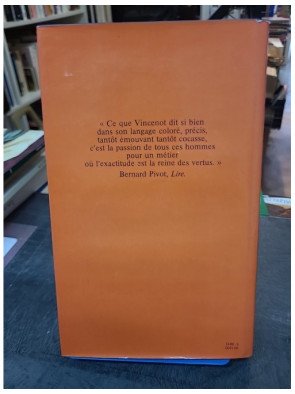 « Ce que Vincenot dit si bien
dans son langage coloré, précis,
tantôt émouvant tantôt cocasse,
c'est la passion de tous ces hommes
pour un métier
où l'exactitude est la reine des vertus. »
Bernard Pivot, Lire.